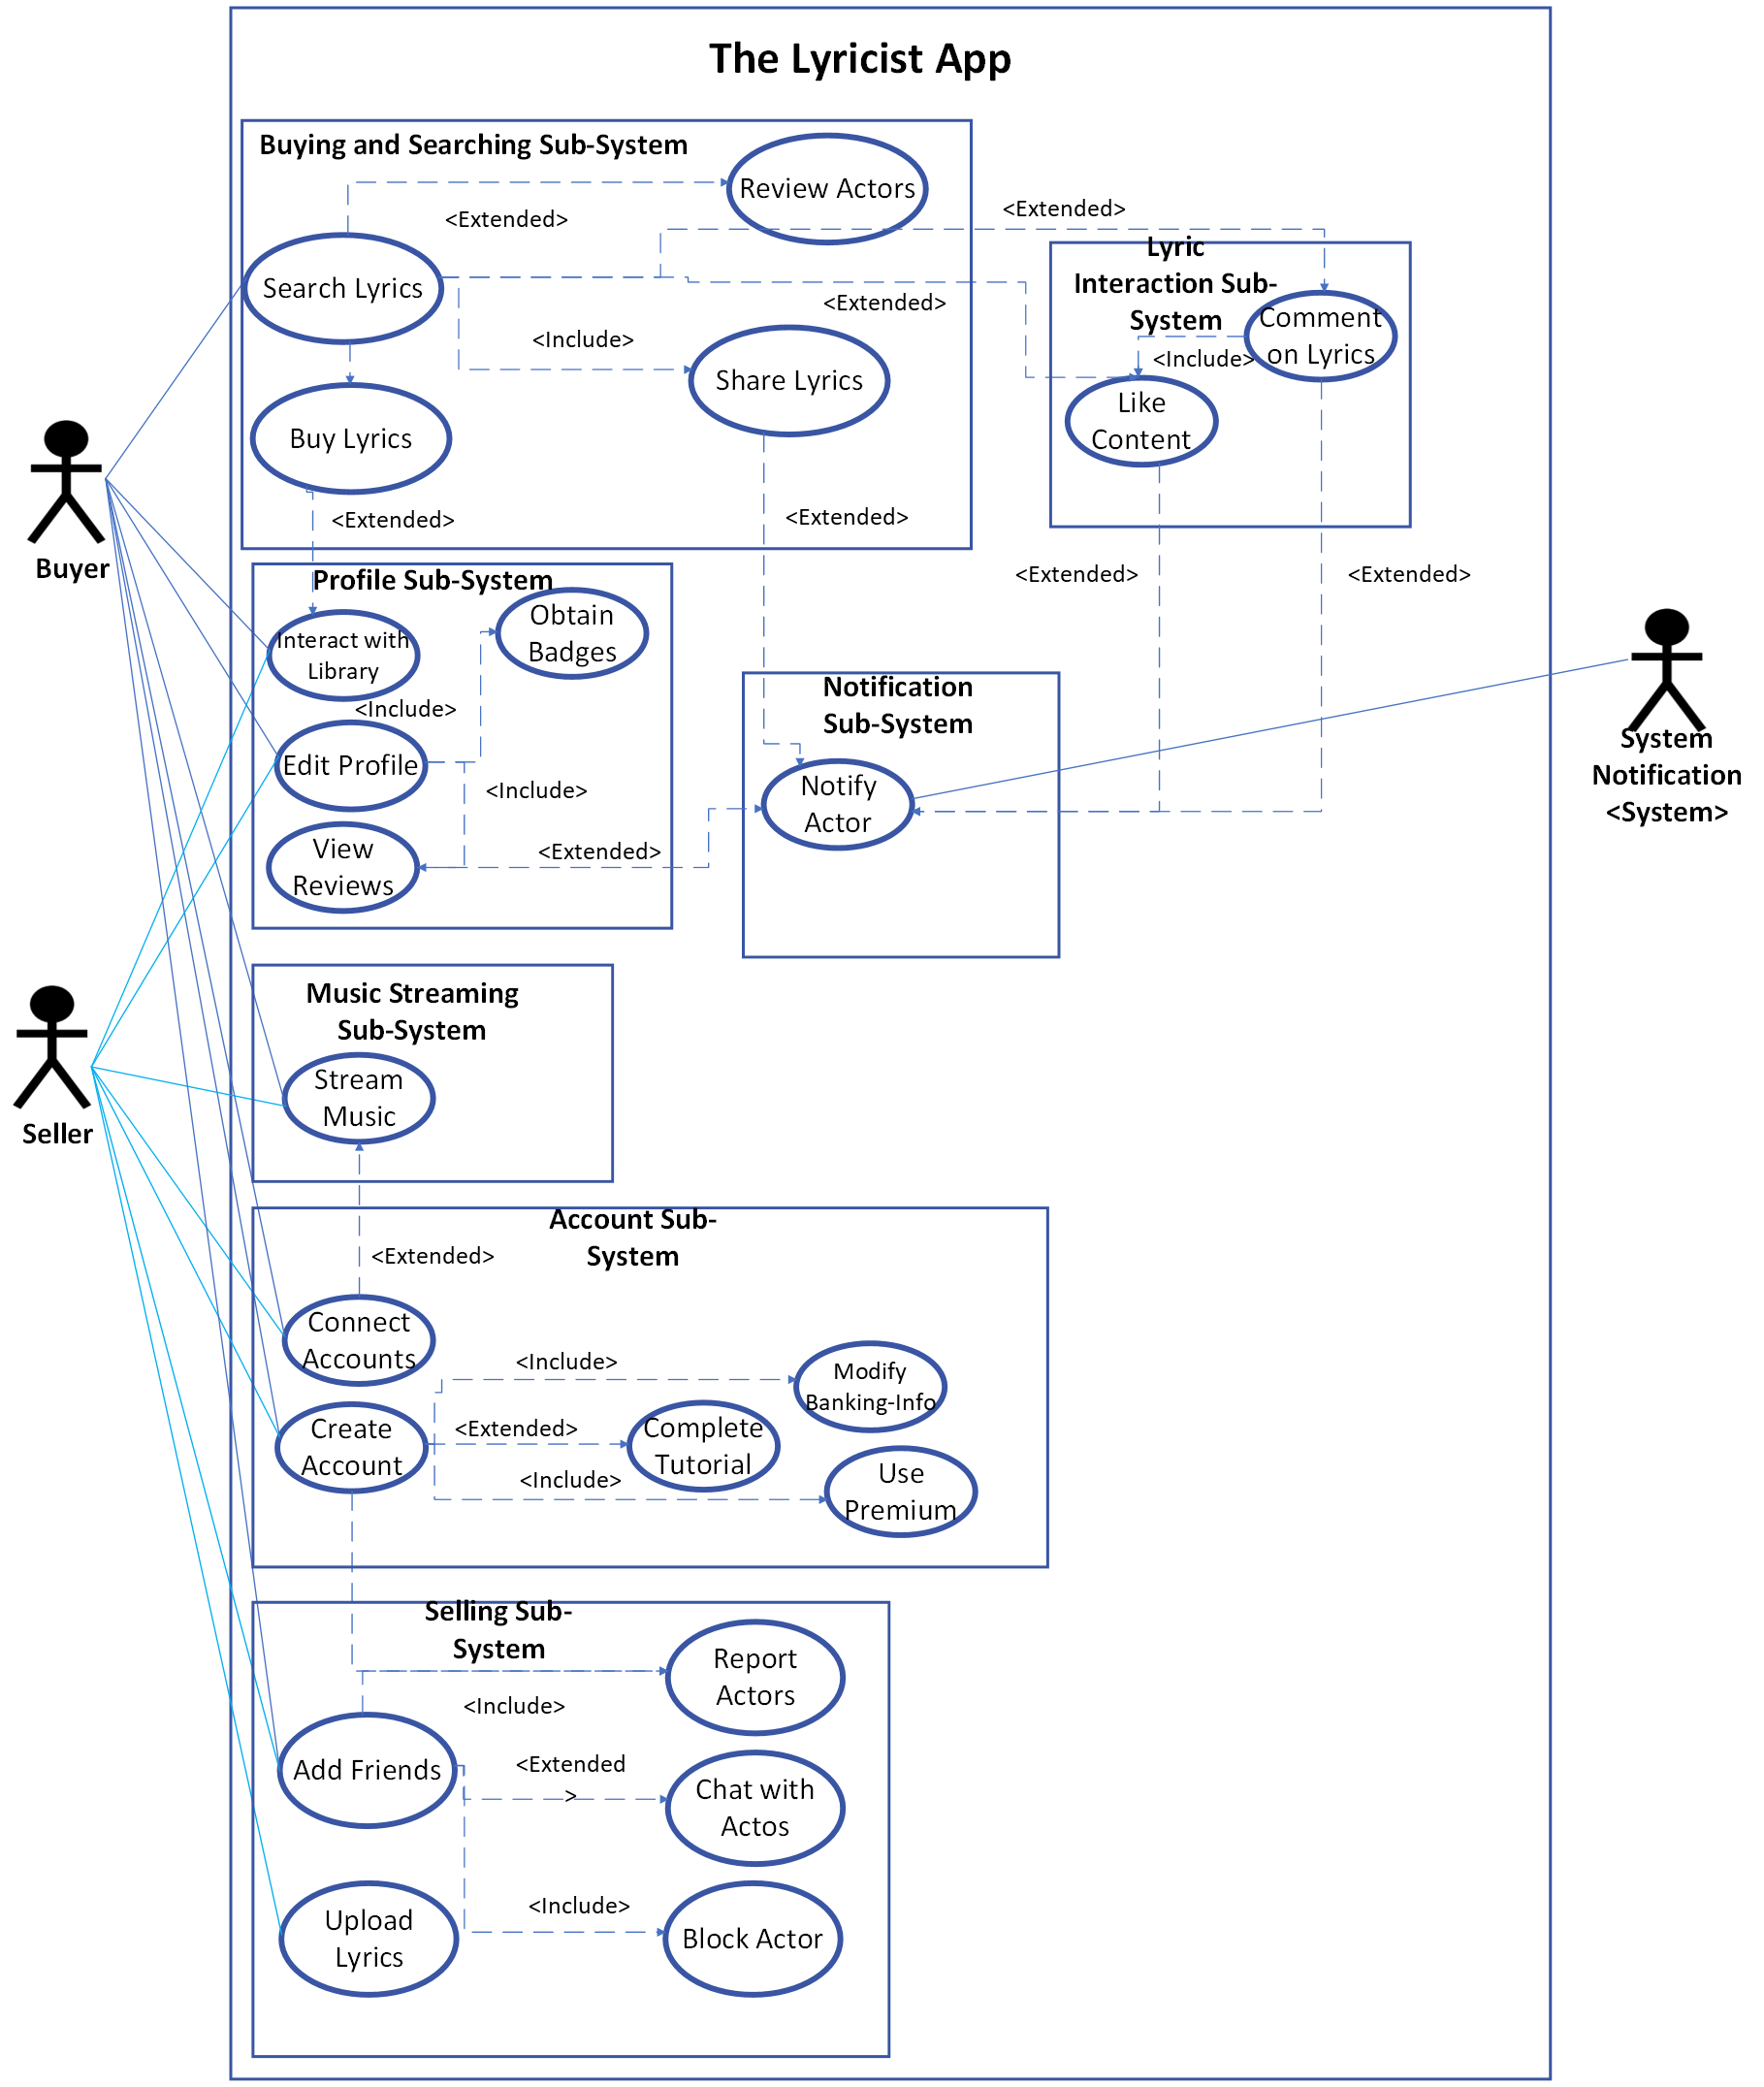 The Lyricist App
Buying and Searching Sub-System
Review Actors
<Extended>
<Extended>
Search Lyrics
<Extended>
<Include>
Share Lyrics
Buy Lyrics
<Extended>
<Extended>
Lyric
Interaction Sub-
System
Comment
on Lyrics
<Include>
Like
Content
<Extended>
<Extended>
Buyer
Profile Sub-System
Obtain
Badges
Interact with
Library
<Include>
Edit Profile
<Include>
View
Reviews
<Extended>
Notification
Sub-System
Notify
Actor
System
Notification
<System>
Music Streaming
Sub-System
Stream
Music
Seller
Account Sub-
System
<Extended>
Connect
Accounts
<Include>
Modify
Banking-Info
Create
Account
<Extended>
Complete
Tutorial
<Include>
Use
Premium
Selling Sub-
System
Report
Actors
<Include>
Add Friends
<Extended
>
Chat with
Actos
Upload
Lyrics
<Include>
Block Actor